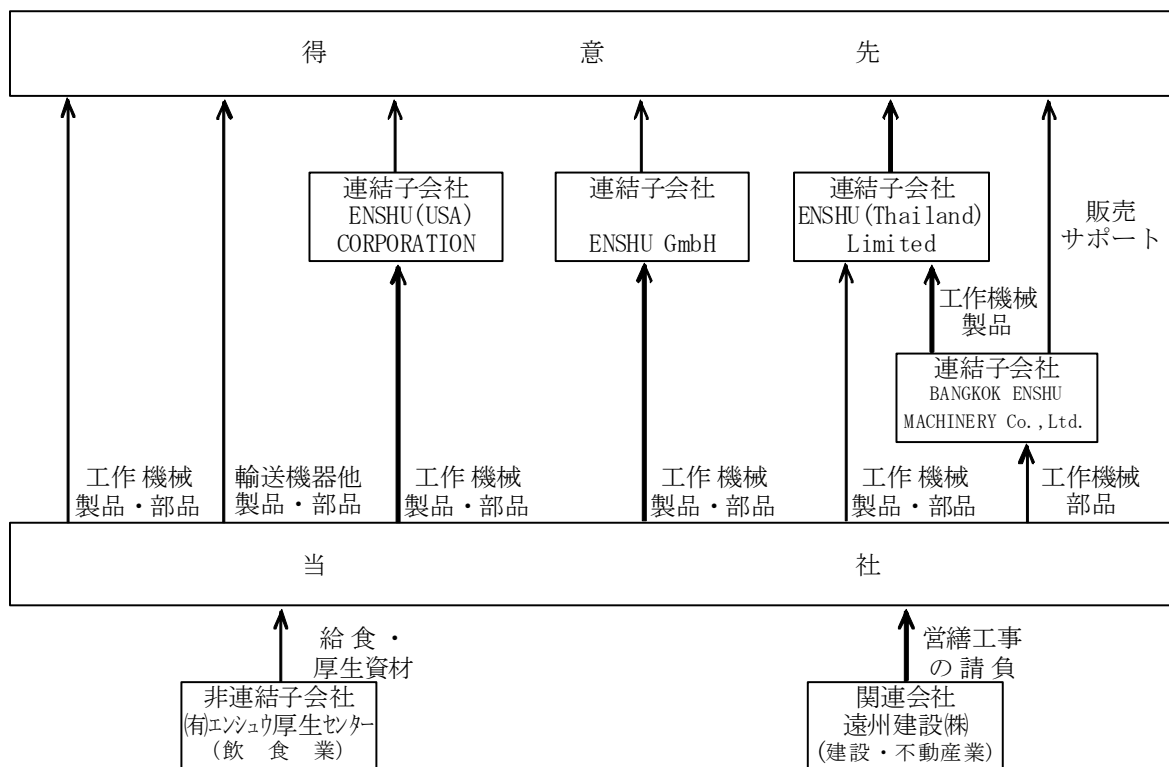 得意先
連結子会社
ENSHU(USA)
CORPORATION
連結子会社
ENSHU GmbH
連結子会社
ENSHU(Thailand)
Limited
販売
サポート
工作機械
製品
連結子会社
BANGKOK ENSHU
MACHINERY Co.,Ltd.
工作機械
製品・部品
輸送機器他
製品・部品
工作機械
製品・部品
工作機械
製品・部品
工作機械
製品・部品
工作機械
部品
当社
給食・
厚生資材
営繕工事
の請負
非連結子会社
㈲エンシュウ厚生センター
(飲食業)
関連会社
遠州建設㈱
(建設・不動産業)